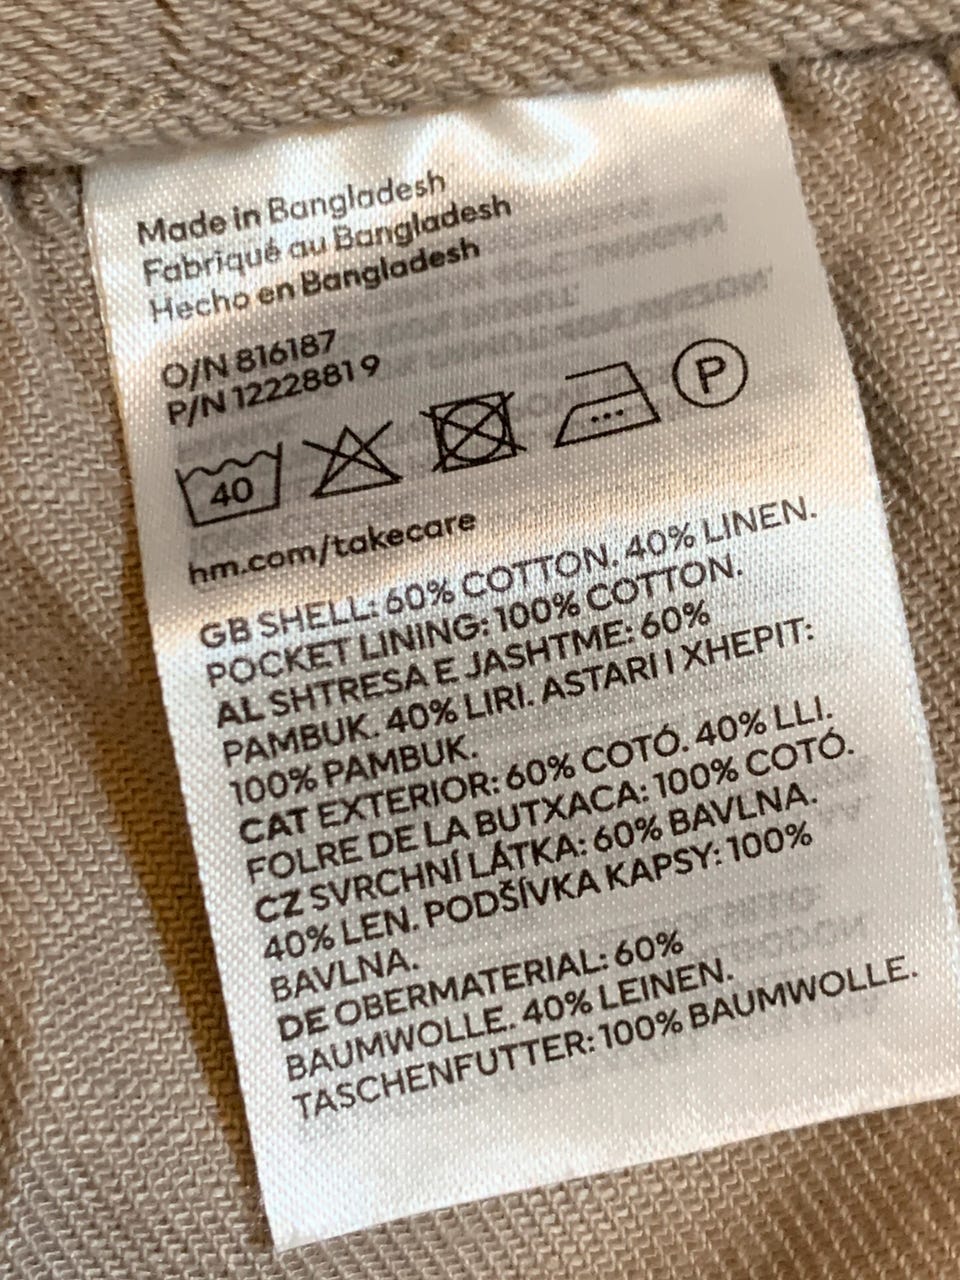 Made in Bangladesh
Fabriqué au Bangladesh
Hecho en Bangladesh
O/N 816187
P/N 12228819
40
P
hm.com/takecare
GB SHELL: 60% COTTON. 40% LINEN.
POCKET LINING: 100% COTTON.
AL SHTRESA E JASHTME: 60%
PAMBUK. 40% LIRI. ASTARI I XHEPIT:
100% PAMBUK.
CAT EXTERIOR: 60% COTÓ. 40% LLI.
FOLRE DE LA BUTXACA: 100% COTÓ.
CZ SVRCHNÍ LÁTKA: 60% BAVLNA.
40% LEN. PODŠÍVKA KAPSY: 100%
BAVLNA.
DE OBERMATERIAL: 60%
BAUMWOLLE. 40% LEINEN.
TASCHENFUTTER: 100% BAUMWOLLE.